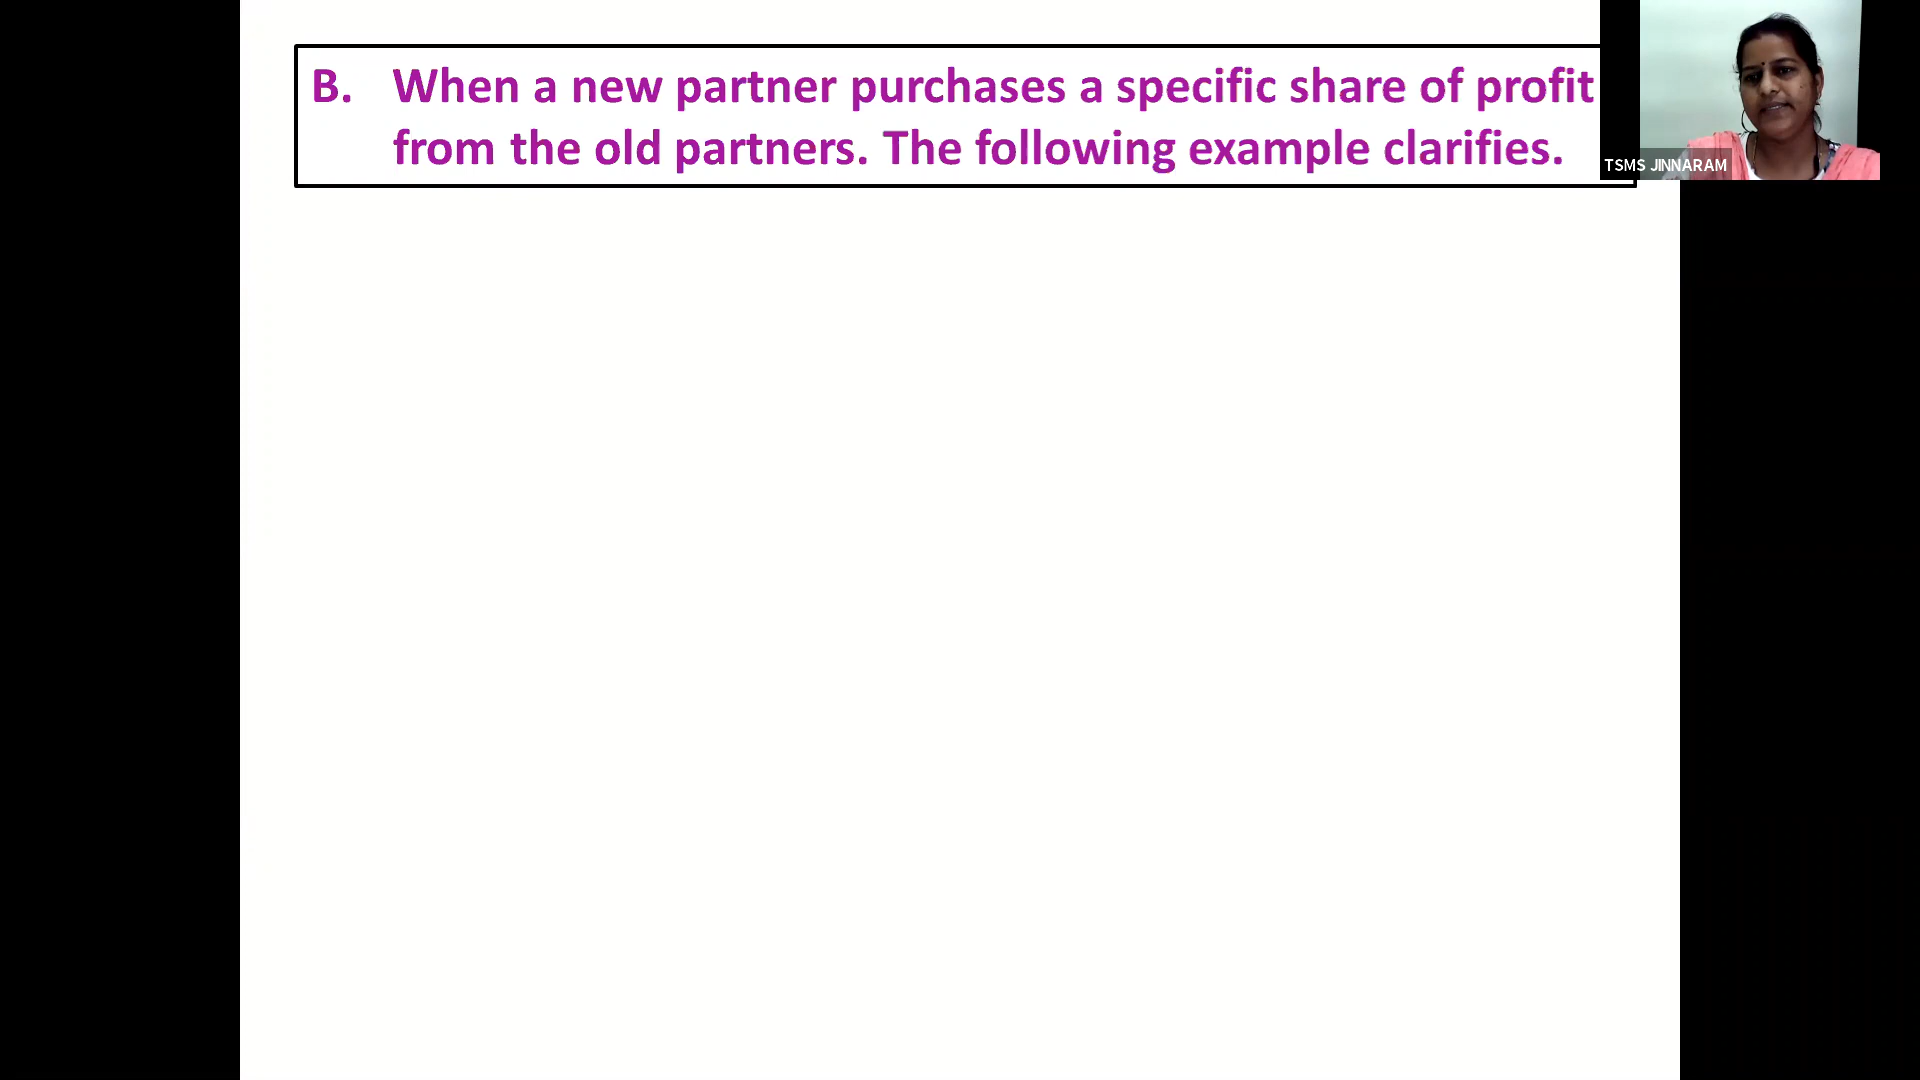 B. When a new partner purchases a specific share of profit
from the old partners. The following example clarifies.
TSMS JINNARAM